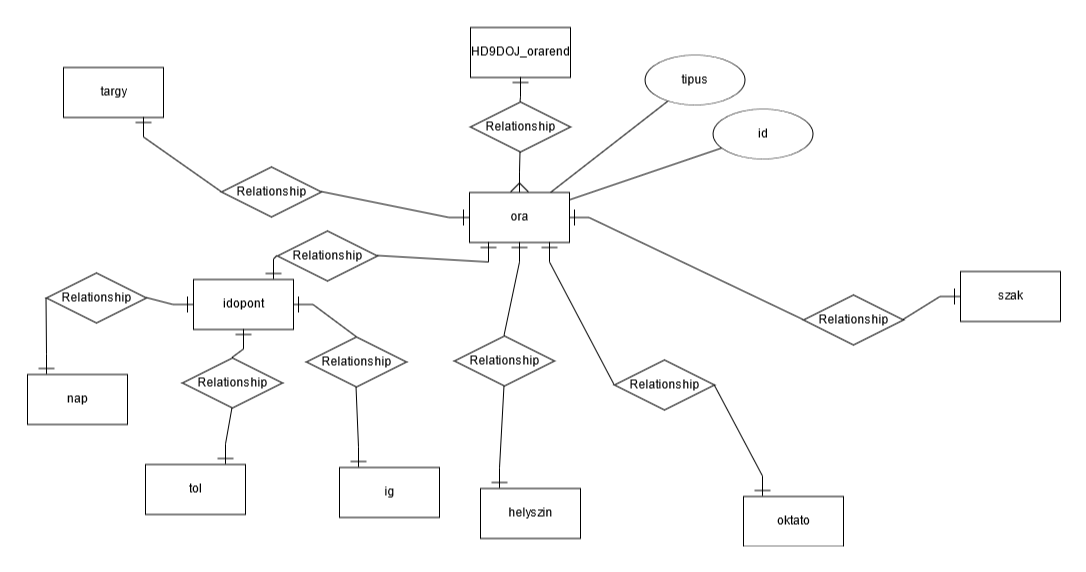 HD9DOJ_orarend
tipus
targy
Relationship
id
Relationship
ora
Relationship
Relationship
idopont
szak
Relationship
Relationship
Relationship
Relationship
Relationship
Relationship
nap
tol
ig
helyszin
oktato